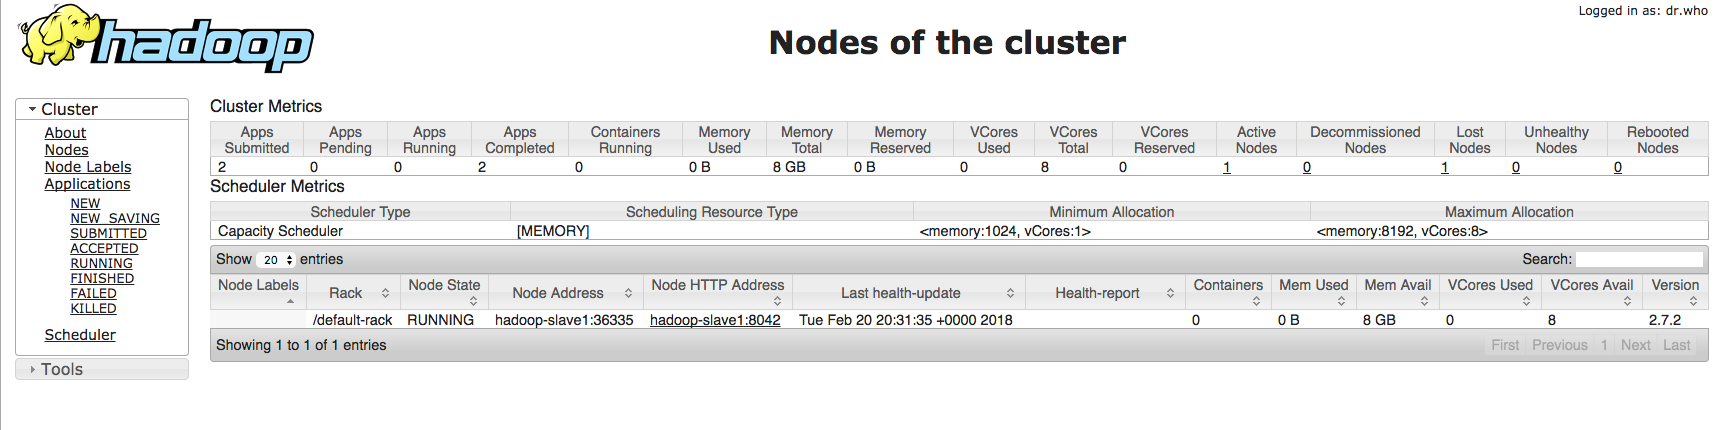 Logged in as: dr.who
hadoop
Nodes of the cluster
Cluster
About
Nodes
Node Labels
Applications
NEW
NEW_SAVING
SUBMITTED
ACCEPTED
RUNNING
FINISHED
FAILED
KILLED
Scheduler
Tools
Cluster Metrics
Apps Submitted Apps Pending Apps Running Apps Completed Containers Running Memory Used Memory Total Memory Reserved VCores Used VCores Total VCores Reserved Active Nodes Decommissioned Nodes Lost Nodes Unhealthy Nodes Rebooted Nodes
2 0 0 2 0 0 B 8 GB 0 B 0 8 0 1 0 1 0 0
Scheduler Metrics
Scheduler Type Scheduling Resource Type Minimum Allocation Maximum Allocation
Capacity Scheduler [MEMORY] <memory:1024, vCores:1> <memory:8192, vCores:8>
Show 20 entries Search:
Node Labels Rack Node State Node Address Node HTTP Address Last health-update Health-report Containers Mem Used Mem Avail VCores Used VCores Avail Version
/default-rack RUNNING hadoop-slave1:36335 hadoop-slave1:8042 Tue Feb 20 20:31:35 +0000 2018 0 0 B 8 GB 0 8 2.7.2
Showing 1 to 1 of 1 entries First Previous 1 Next Last